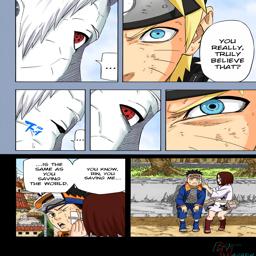 ...
YOU
REALLY,
TRULY
BELIEVE
THAT?
...
...
YOU KNOW,
RIN, YOU
SAVING ME...
...IS THE
SAME AS
YOU
SAVING
THE WORLD.